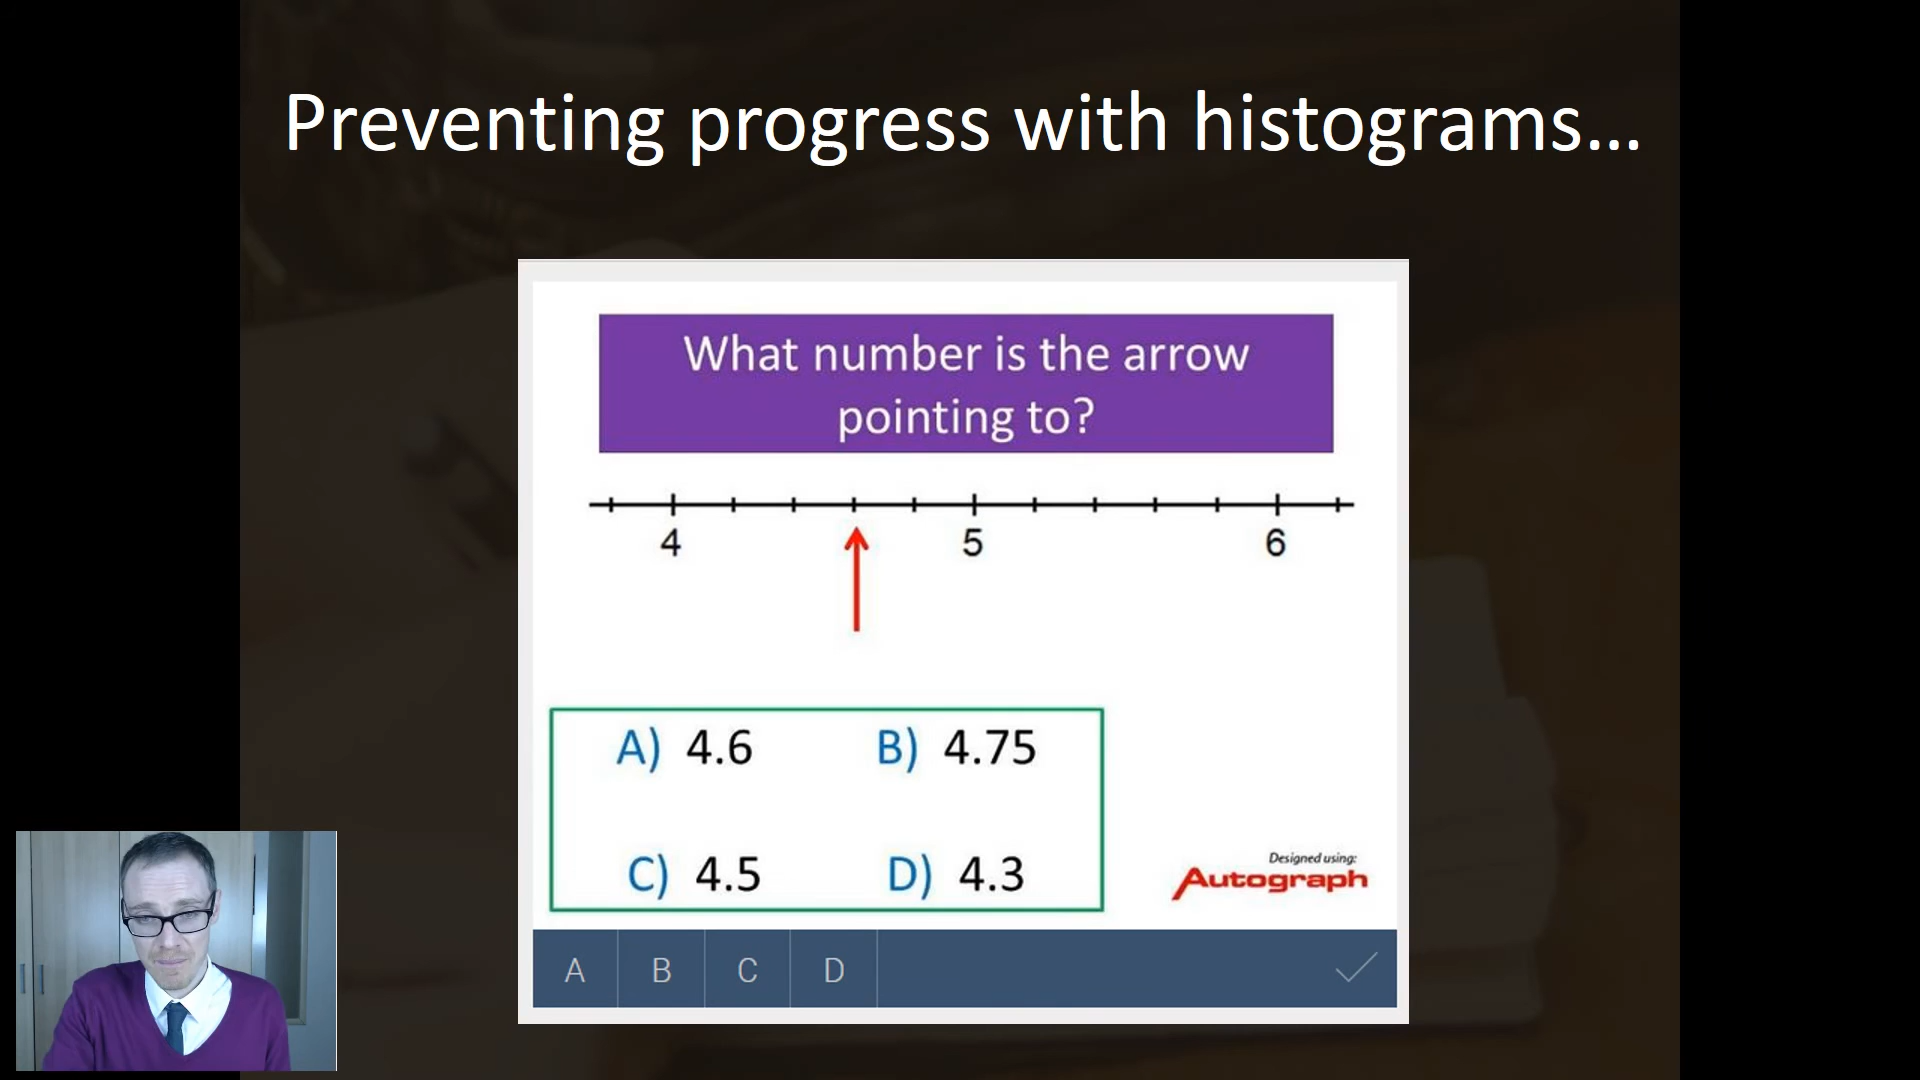 Preventing progress with histograms...
What number is the arrow
pointing to?
4 5 6
A) 4.6 B) 4.75
C) 4.5 D) 4.3
Designed using:
Autograph
A B C D